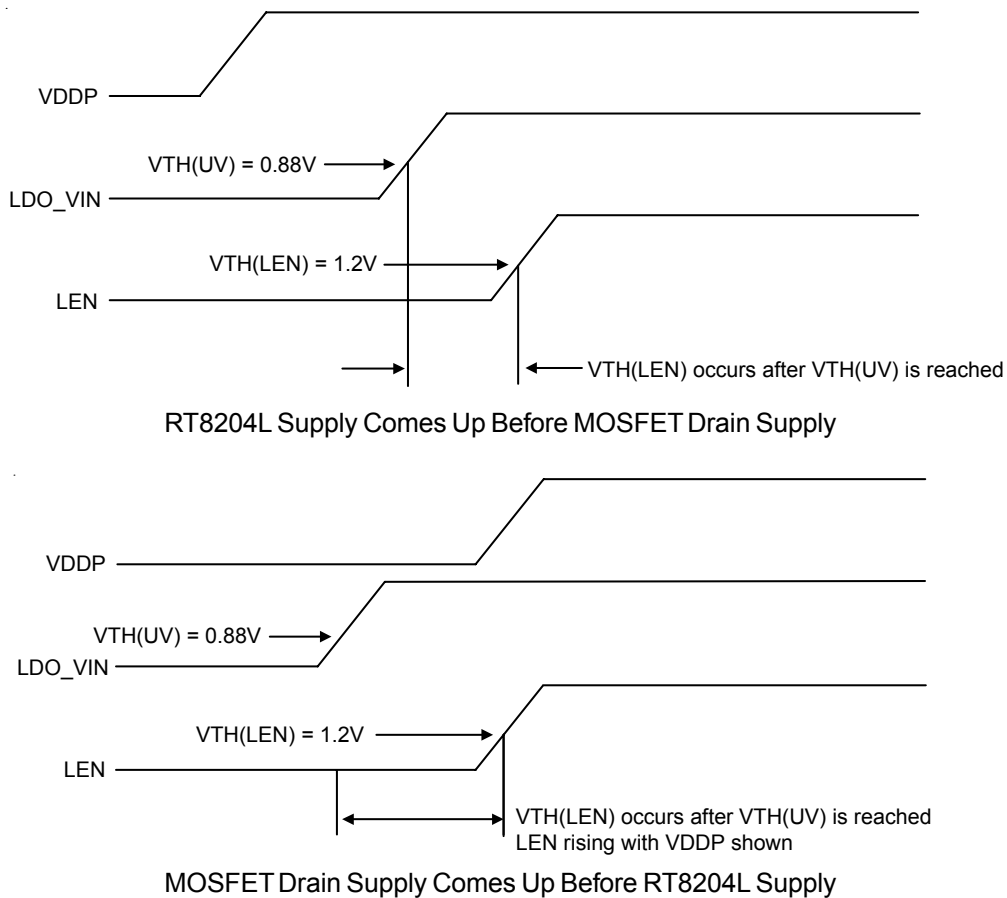 VDDP
VTH(UV) = 0.88V
LDO_VIN
VTH(LEN) = 1.2V
LEN
VTH(LEN) occurs after VTH(UV) is reached
RT8204L Supply Comes Up Before MOSFET Drain Supply
VDDP
VTH(UV) = 0.88V
LDO_VIN
VTH(LEN) = 1.2V
LEN
VTH(LEN) occurs after VTH(UV) is reached
LEN rising with VDDP shown
MOSFET Drain Supply Comes Up Before RT8204L Supply